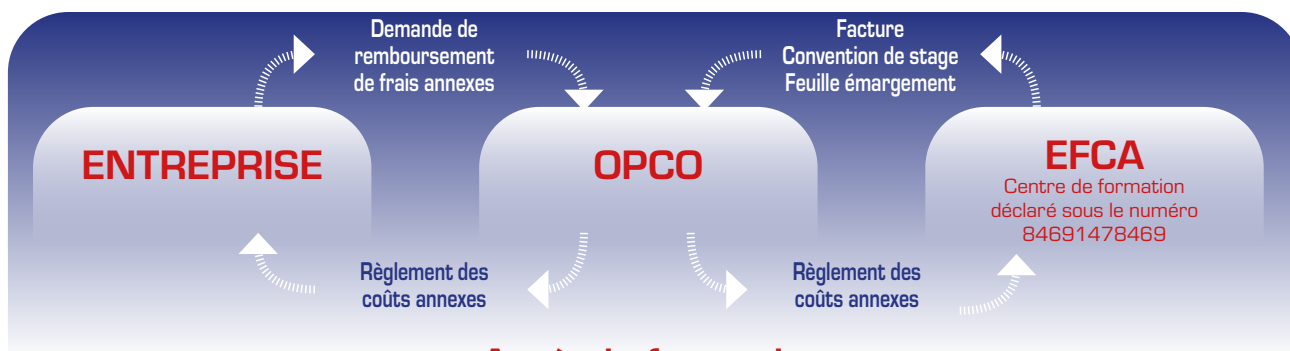 Demande de
remboursement
de frais annexes
Facture
Convention de stage
Feuille émargement
ENTREPRISE
OPCO
EFCA
Centre de formation
déclaré sous le numéro
84691478469
Règlement des
coûts annexes
Règlement des
coûts annexes